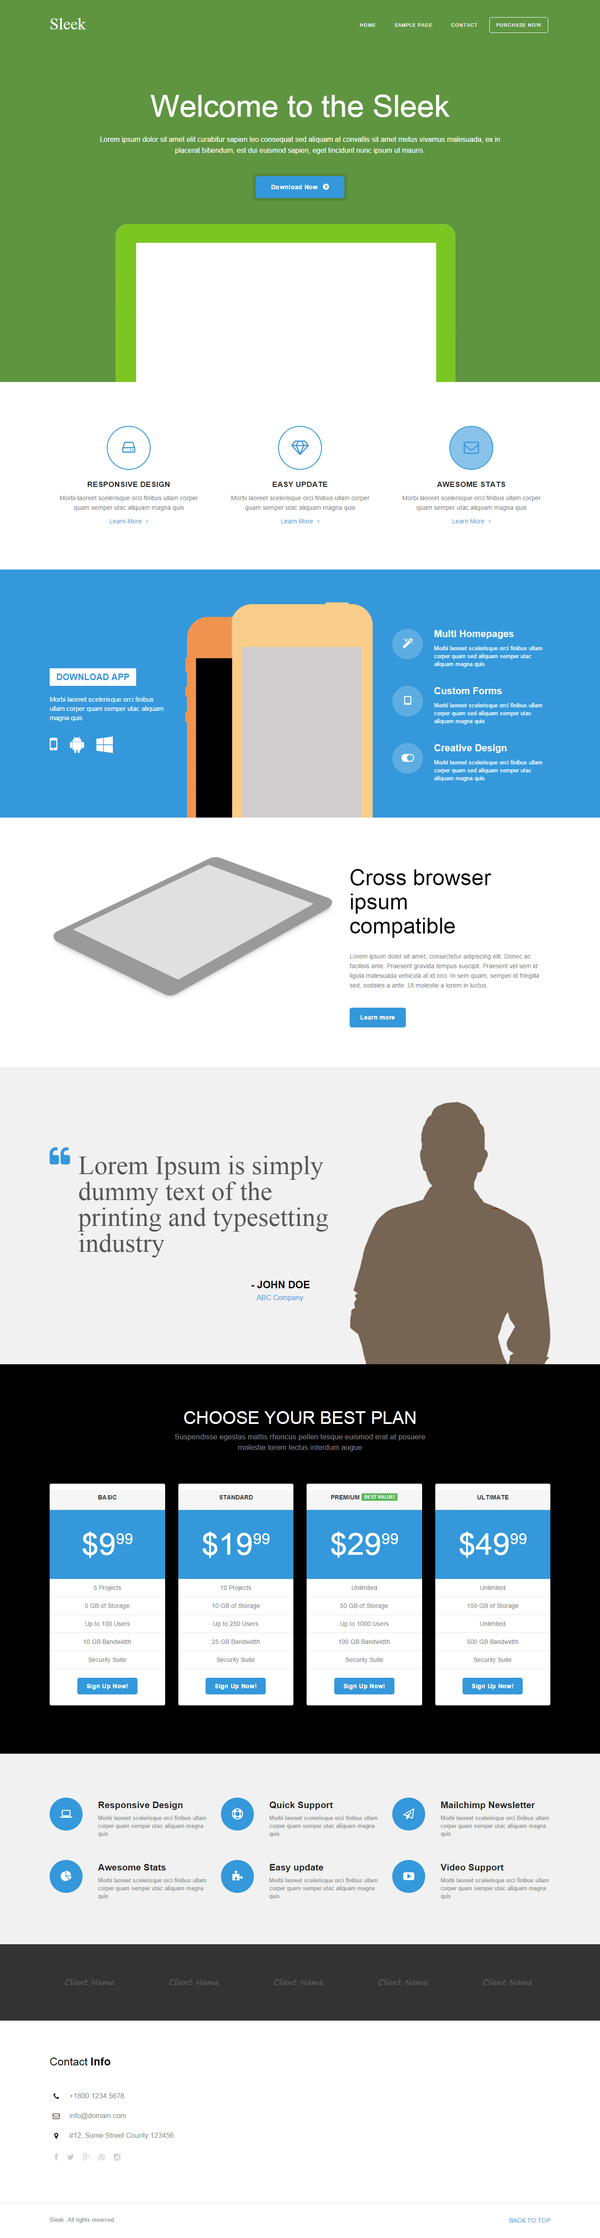 Sleek
HOME SAMPLE PAGE CONTACT PURCHASE NOW
Welcome to the Sleek
Lorem ipsum dolor sit amet elit curabitur sapien leo consequat sed aliquam at convallis sit amet metus vivamus malesuada, ex in
placerat bibendum, est dui euismod sapien, eget tincidunt nunc ipsum ut mauris.
Download Now
RESPONSIVE DESIGN
Morbi laoreet scelerisque orci finibus ullam corper
quam semper utac aliquam magna quis
Learn More
EASY UPDATE
Morbi laoreet scelerisque orci finibus ullam corper
quam sed aliquam semper magna quis
Learn More
AWESOME STATS
Morbi laoreet scelerisque orci finibus ullam corper
quam semper utac aliquam magna quis
Learn More
DOWNLOAD APP
Morbi laoreet scelerisque orci finibus
ullam corper quam semper utac aliquam
magna quis
Multi Homepages
Morbi laoreet scelerisque orci finibus ullam
corper quam sed aliquam semper utac
aliquam magna quis
Custom Forms
Morbi laoreet scelerisque orci finibus ullam
corper quam sed aliquam semper utac
aliquam magna quis
Creative Design
Morbi laoreet scelerisque orci finibus ullam
corper quam sed aliquam semper utac
aliquam magna quis
Cross browser
ipsum
compatible
Lorem ipsum dolor sit amet, consectetur adipiscing elit. Donec ac
facilisis ante. Praesent gravida tempus suscipit. Praesent vel sem id
ligula malesuada vehicula at id orci. In sem quam, semper id fringilla
sed, sodales a ante. Ut molestie a lorem in luctus.
Learn more
Lorem Ipsum is simply
dummy text of the
printing and typesetting
industry
- JOHN DOE
ABC Company
CHOOSE YOUR BEST PLAN
Suspendisse egestas mattis rhoncus pellen tesque euismod erat at posuere
molestie lorem lectus interdum augue
BASIC
$9 99
5 Projects
5 GB of Storage
Up to 100 Users
10 GB Bandwidth
Security Suite
Sign Up Now!
STANDARD
$19 99
10 Projects
10 GB of Storage
Up to 250 Users
25 GB Bandwidth
Security Suite
Sign Up Now!
PREMIUM BEST VALUE!
$29 99
Unlimited
50 GB of Storage
Up to 1000 Users
100 GB Bandwidth
Security Suite
Sign Up Now!
ULTIMATE
$49 99
Unlimited
150 GB of Storage
Unlimited
500 GB Bandwidth
Security Suite
Sign Up Now!
Responsive Design
Morbi laoreet scelerisque orci finibus ullam
corper quam semper utac aliquam magna
quis
Quick Support
Morbi laoreet scelerisque orci finibus ullam
corper quam semper utac aliquam magna
quis
Mailchimp Newsletter
Morbi laoreet scelerisque orci finibus ullam
corper quam semper utac aliquam magna
quis
Awesome Stats
Morbi laoreet scelerisque orci finibus ullam
corper quam semper utac aliquam magna
quis
Easy update
Morbi laoreet scelerisque orci finibus ullam
corper quam semper utac aliquam magna
quis
Video Support
Morbi laoreet scelerisque orci finibus ullam
corper quam semper utac aliquam magna
quis
Client Name Client Name Client Name Client Name Client Name
Contact Info
+1800 1234 5678
info@domain.com
#12, Some Street County 123456
Sleek. All rights reserved
BACK TO TOP